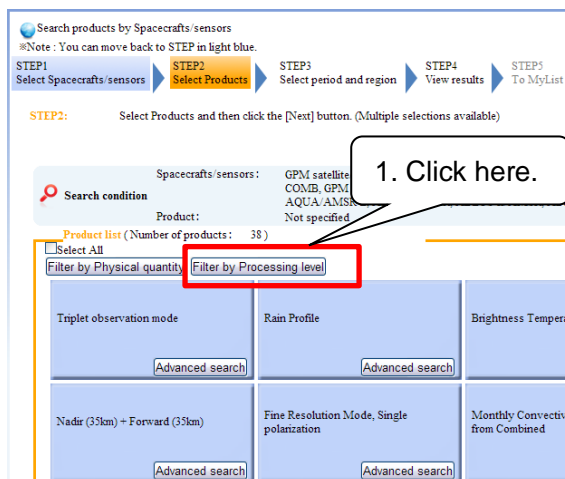 Search products by Spacecrafts/sensors
※Note : You can move back to STEP in light blue.
STEP1
Select Spacecrafts/sensors
STEP2
Select Products
STEP3
Select period and region
STEP4
View results
STEP5
To MyList
STEP2: Select Products and then click the [Next] button. (Multiple selections available)
Search condition
Spacecrafts/sensors: GPM satellite
COMB, GPM
AQUA/AMSR
Product: Not specified
1. Click here.
Product list (Number of products: 38)
Select All
Filter by Physical quantity
Filter by Processing level
Triplet observation mode
Advanced search
Rain Profile
Advanced search
Brightness Tempera
Nadir (35km) + Forward (35km)
Advanced search
Fine Resolution Mode, Single
polarization
Advanced search
Monthly Convectiv
from Combined